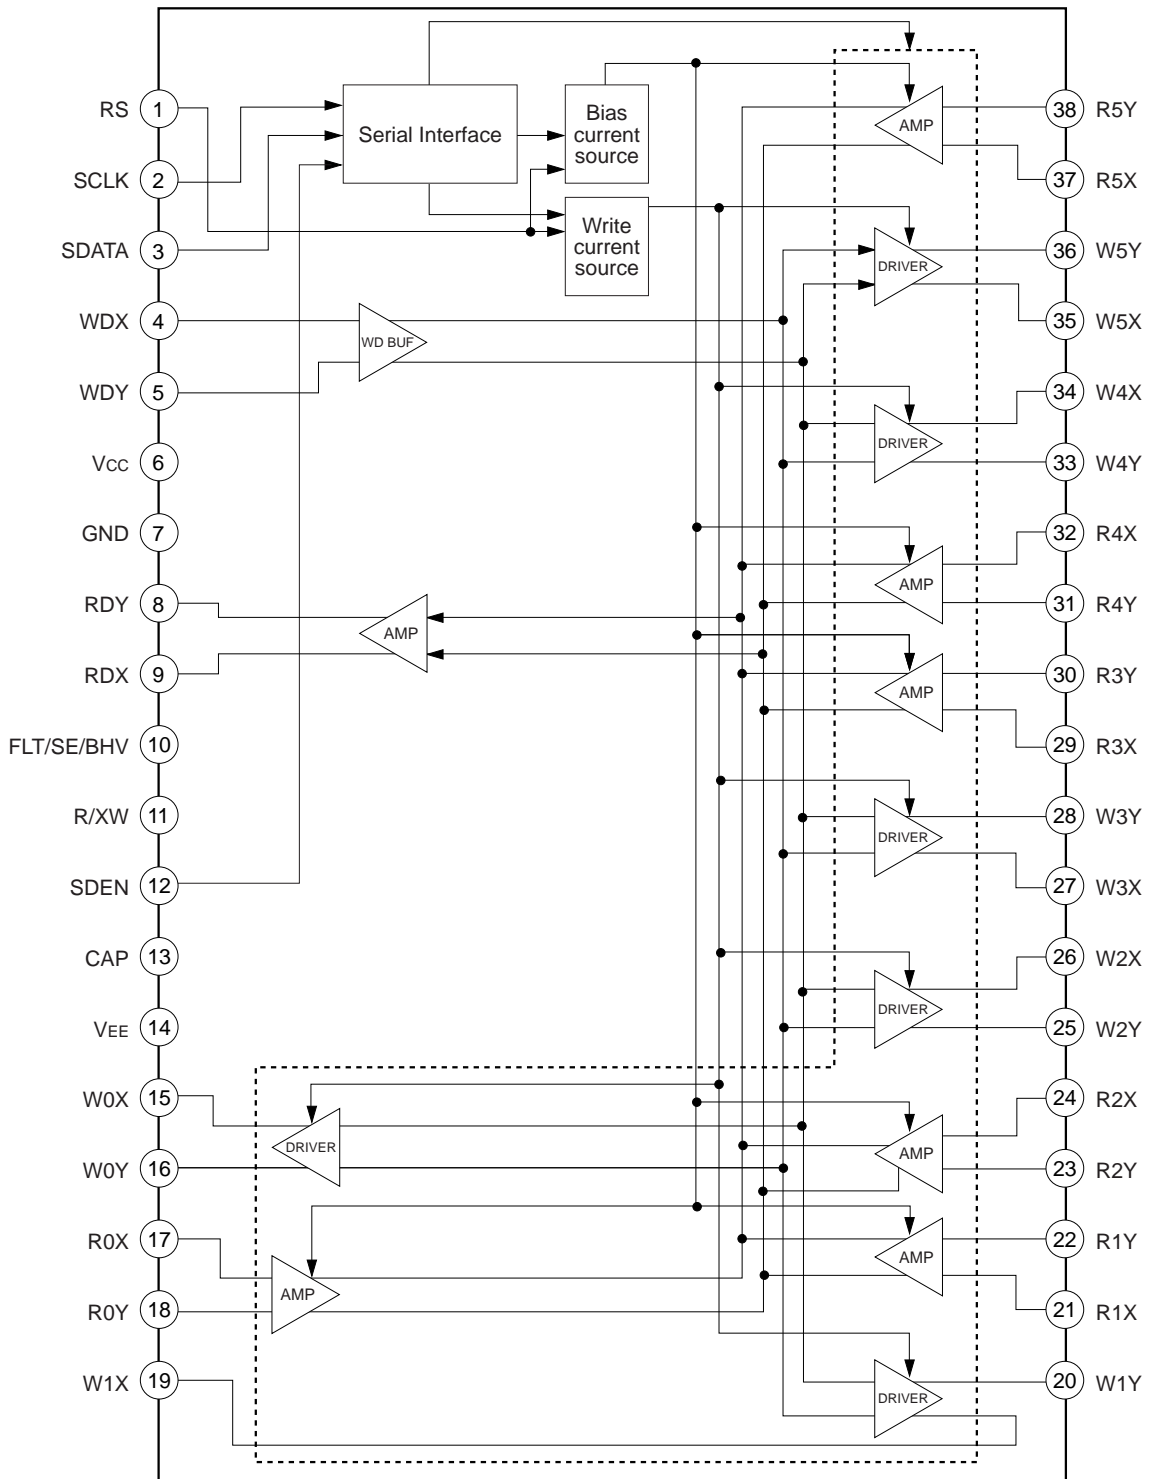 RS 1
SCLK 2
SDATA 3
WDX 4
WDY 5
VCC 6
GND 7
RDY 8
RDX 9
FLT/SE/BHV 10
R/XW 11
SDEN 12
CAP 13
VEE 14
W0X 15
W0Y 16
R0X 17
R0Y 18
W1X 19
Serial Interface
Bias
current
source
Write
current
source
WD BUF
AMP
DRIVER
AMP
AMP
DRIVER
DRIVER
AMP
AMP
DRIVER
DRIVER
AMP
AMP
DRIVER
38 R5Y
37 R5X
36 W5Y
35 W5X
34 W4X
33 W4Y
32 R4X
31 R4Y
30 R3Y
29 R3X
28 W3Y
27 W3X
26 W2X
25 W2Y
24 R2X
23 R2Y
22 R1Y
21 R1X
20 W1Y